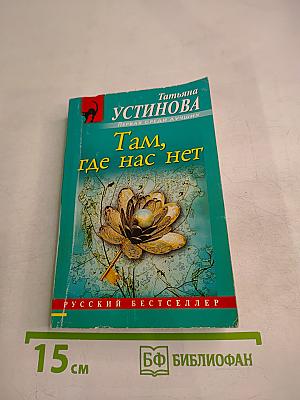 Татьяна
УСТИНОВА
ПЕРВАЯ СРЕДИ ЛУЧШИХ
Там,
где нас нет
РУССКИЙ БЕСТСЕЛЛЕР
15 см
БФ БИБЛИОФАН